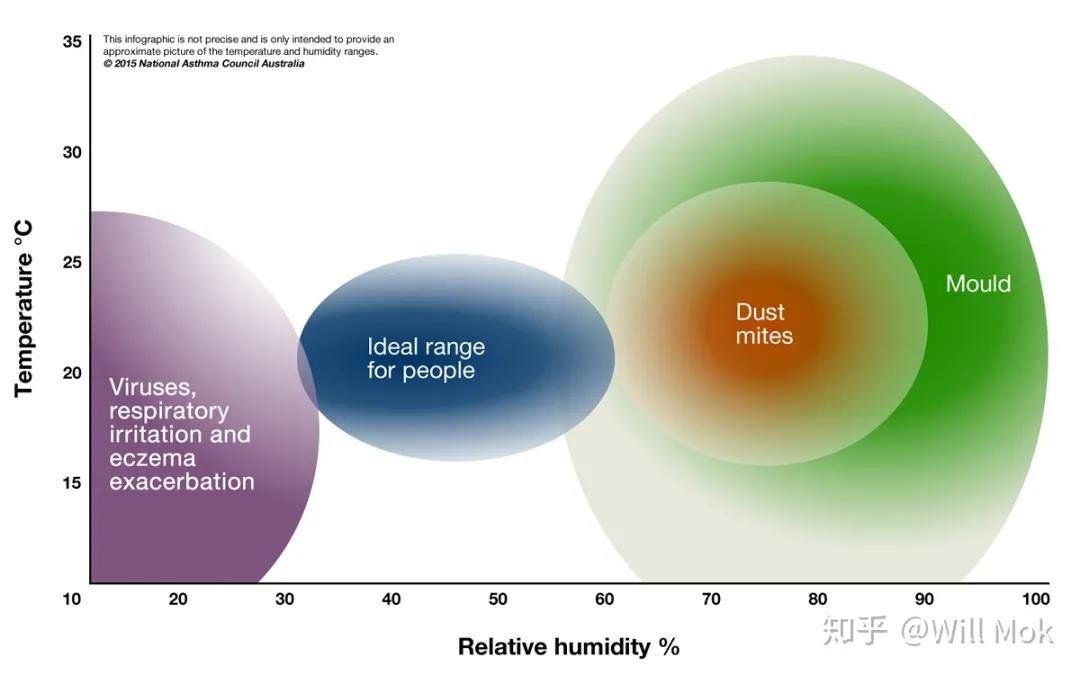 This infographic is not precise and is only intended to provide an
approximate picture of the temperature and humidity ranges.
© 2015 National Asthma Council Australia
35
30
25
20
15
10
Temperature °C
Viruses,
respiratory
irritation and
eczema
exacerbation
Ideal range
for people
Dust
mites
Mould
20
30
40
50
60
70
80
90
100
Relative humidity %
知乎 @Will Mok